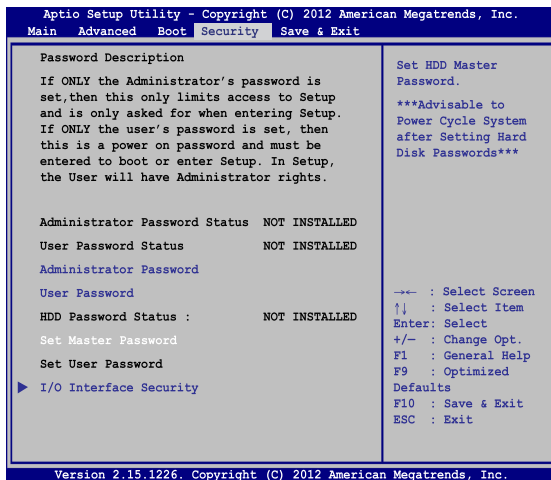 Aptio Setup Utility - Copyright (C) 2012 American Megatrends, Inc.
Main Advanced Boot Security Save & Exit
Password Description
If ONLY the Administrator's password is
set,then this only limits access to Setup
and is only asked for when entering Setup.
If ONLY the user's password is set, then
this is a power on password and must be
entered to boot or enter Setup. In Setup,
the User will have Administrator rights.
Administrator Password Status NOT INSTALLED
User Password Status NOT INSTALLED
Administrator Password
User Password
HDD Password Status : NOT INSTALLED
Set Master Password
Set User Password
I/O Interface Security
Set HDD Master
Password.
***Advisable to
Power Cycle System
after Setting Hard
Disk Passwords***
→← : Select Screen
↑↓ : Select Item
Enter: Select
+/— : Change Opt.
F1 : General Help
F9 : Optimized
Defaults
F10 : Save & Exit
ESC : Exit
Version 2.15.1226. Copyright (C) 2012 American Megatrends, Inc.